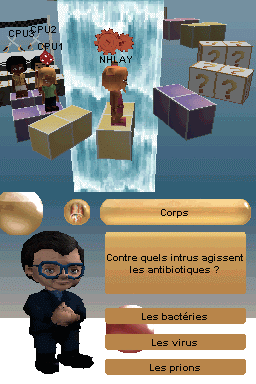 CPU3
CPU2
CPU1
NHLAY
? ? ?
? ? ?
Corps
Contre quels intrus agissent
les antibiotiques ?
Les bactéries
Les virus
Les prions